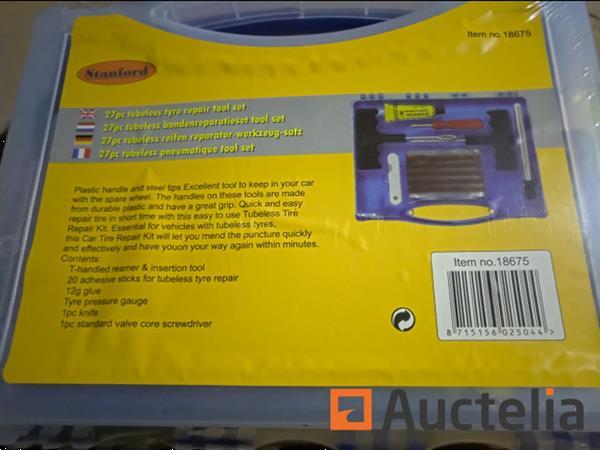 Item no.18675
Stanford
27pc tubeless tyre repair tool set
27pc tubeless bandenreparatieset tool set
27pc tubeless reifen reparatur-werkzeug-satz
27pc tubeless pneumatique tool set
Plastic handle and steel tips Excellent tool to keep in your car
with the spare wheel. The handles on these tools are made
from durable plastic and have a great grip. Quick and easy
repair tire in short time with this easy to use Tubeless Tire
Repair Kit. Essential for vehicles with tubeless tyres,
this Car Tire Repair Kit will let you mend the puncture quickly
and effectively and have youon your way again within minutes.
Contents:
T-handled reamer & insertion tool
20 adhesive sticks for tubeless tyre repair
12g glue
Tyre pressure gauge
1pc knife
1pc standard valve core screwdriver
Item no.18675
8 715156 025044 >
Auctelia